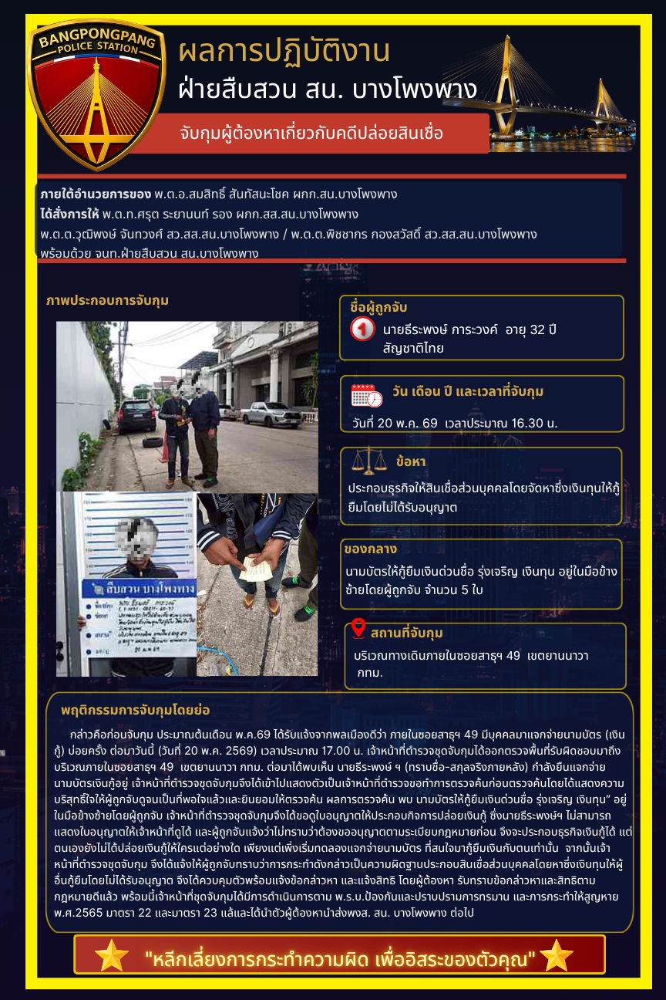 BANGPONGPANG
POLICE STATION
ผลการปฏิบัติงาน
ฝ่ายสืบสวน สน. บางโพงพาง
จับกุมผู้ต้องหาเกี่ยวกับคดีปล่อยสินเชื่อ
ภายใต้อำนวยการของ พ.ต.อ.สมสิทธิ์ สันทัสนะโชค ผกก.สน.บางโพงพาง
ได้สั่งการให้ พ.ต.ท.ศรุต ระยานนท์ รอง ผกก.สส.สน.บางโพงพาง
พ.ต.ต.วุฒิพงษ์ จันทวงศ์ สว.สส.สน.บางโพงพาง / พ.ต.ต.พิชชากร กองสวัสดิ์ สว.สส.สน.บางโพงพาง
พร้อมด้วย จนท.ฝ่ายสืบสวน สน.บางโพงพาง
ภาพประกอบการจับกุม
สืบสวน บางโพงพาง
ชื่อผู้ถูกจับ
1 นายธีระพงษ์ การะวงค์ อายุ 32 ปี
สัญชาติไทย
วัน เดือน ปี และเวลาที่จับกุม
วันที่ 20 พ.ค. 69 เวลาประมาณ 16.30 น.
ข้อหา
ประกอบธุรกิจให้สินเชื่อส่วนบุคคลโดยจัดหาซึ่งเงินทุนให้กู้
ยืมโดยไม่ได้รับอนุญาต
ของกลาง
นามบัตรให้กู้ยืมเงินด่วนชื่อ รุ่งเจริญ เงินทุน อยู่ในมือข้าง
ซ้ายโดยผู้ถูกจับ จำนวน 5 ใบ
สถานที่จับกุม
บริเวณทางเดินภายในซอยสาธุฯ 49 เขตยานนาวา
กทม.
พฤติกรรมการจับกุมโดยย่อ
กล่าวคือก่อนจับกุม ประมาณต้นเดือน พ.ค.69 ได้รับแจ้งจากพลเมืองดีว่า ภายในซอยสาธุฯ 49 มีบุคคลมาแจกจ่ายนามบัตร (เงิน
กู้) บ่อยครั้ง ต่อมาวันนี้ (วันที่ 20 พ.ค. 2569) เวลาประมาณ 17.00 น. เจ้าหน้าที่ตำรวจชุดจับกุมได้ออกตรวจพื้นที่รับผิดชอบมาถึง
บริเวณภายในซอยสาธุฯ 49 เขตยานนาวา กทม. ต่อมาได้พบเห็น นายธีระพงษ์ ฯ (ทราบชื่อ-สกุลจริงภายหลัง) กำลังยืนแจกจ่าย
นามบัตรเงินกู้อยู่ เจ้าหน้าที่ตำรวจชุดจับกุมจึงได้เข้าไปแสดงตัวเป็นเจ้าหน้าที่ตำรวจขอทำการตรวจค้นก่อนตรวจค้นโดยได้แสดงความ
บริสุทธิ์ใจให้ผู้ถูกจับดูจนเป็นที่พอใจแล้วและยินยอมให้ตรวจค้น ผลการตรวจค้น พบ นามบัตรให้กู้ยืมเงินด่วนชื่อ รุ่งเจริญ เงินทุน” อยู่
ในมือข้างซ้ายโดยผู้ถูกจับ เจ้าหน้าที่ตำรวจชุดจับกุมจึงได้ขอดูใบอนุญาตให้ประกอบกิจการปล่อยเงินกู้ ซึ่งนายธีระพงษ์ฯ ไม่สามารถ
แสดงใบอนุญาตให้เจ้าหน้าที่ดูได้ และผู้ถูกจับแจ้งว่าไม่ทราบว่าต้องขออนุญาตตามระเบียบกฎหมายก่อน จึงจะประกอบธุรกิจเงินกู้ได้ แต่
ตนเองยังไม่ได้ปล่อยเงินกู้ให้ใครแต่อย่างใด เพียงแต่เพิ่งเริ่มทดลองแจกจ่ายนามบัตร ที่สนใจมากู้ยืมเงินกับตนเท่านั้น จากนั้นเจ้า
หน้าที่ตำรวจชุดจับกุม จึงได้แจ้งให้ผู้ถูกจับทราบว่าการกระทำดังกล่าวเป็นความผิดฐานประกอบสินเชื่อส่วนบุคคลโดยหาซึ่งเงินทุนให้ผู้
อื่นกู้ยืมโดยไม่ได้รับอนุญาต จึงได้ควบคุมตัวพร้อมแจ้งข้อกล่าวหา และแจ้งสิทธิ โดยผู้ต้องหา รับทราบข้อกล่าวหาและสิทธิตาม
กฎหมายดีแล้ว พร้อมนี้เจ้าหน้าที่ชุดจับกุมได้มีการดำเนินการตาม พ.ร.บ.ป้องกันและปราบปรามการทรมาน และการกระทำให้สูญหาย
พ.ศ.2565 มาตรา 22 และมาตรา 23 แล้และได้นำตัวผู้ต้องหานำส่งพงส. สน. บางโพงพาง ต่อไป
"หลีกเลี่ยงการกระทำความผิด เพื่ออิสระของตัวคุณ"